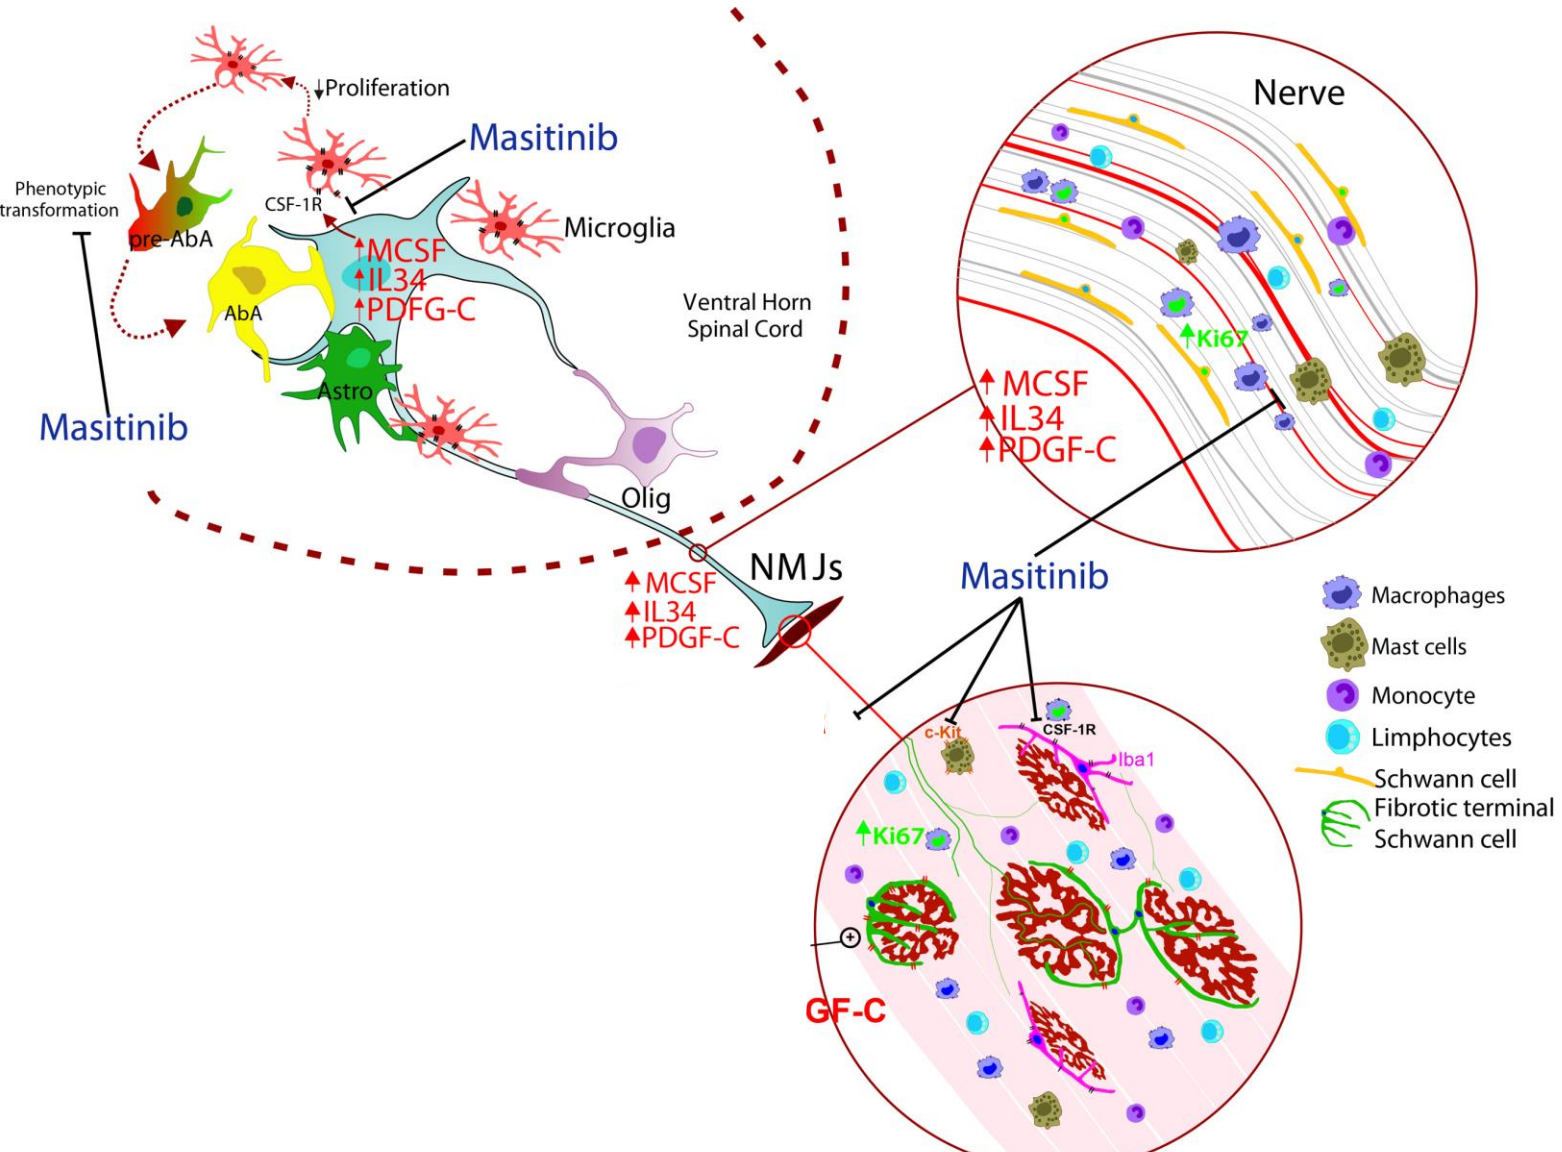 Proliferation
Masitinib
Phenotypic
transformation
CSF-1R
pre-AbA
Microglia
MCSF
IL34
PDFG-C
AbA
Ventral Horn
Spinal Cord
Astro
Masitinib
Olig
Nerve
Ki67
MCSF
IL34
PDGF-C
NMJs
MCSF
IL34
PDGF-C
Masitinib
c-Kit
CSF-1R
Iba1
Ki67
GF-C
Macrophages
Mast cells
Monocyte
Limphocytes
Schwann cell
Fibrotic terminal
Schwann cell